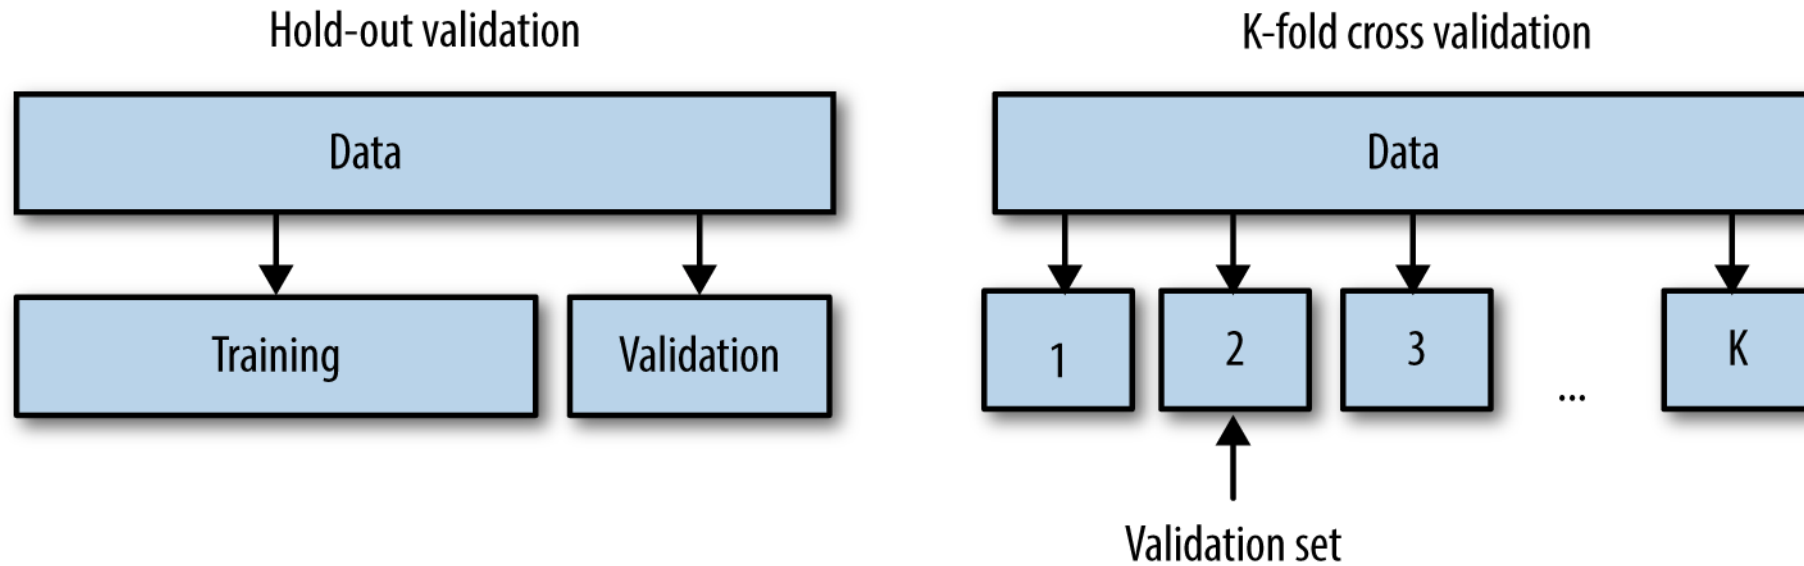 Hold-out validation
Data
Training
Validation
K-fold cross validation
Data
1
2
3
...
K
Validation set